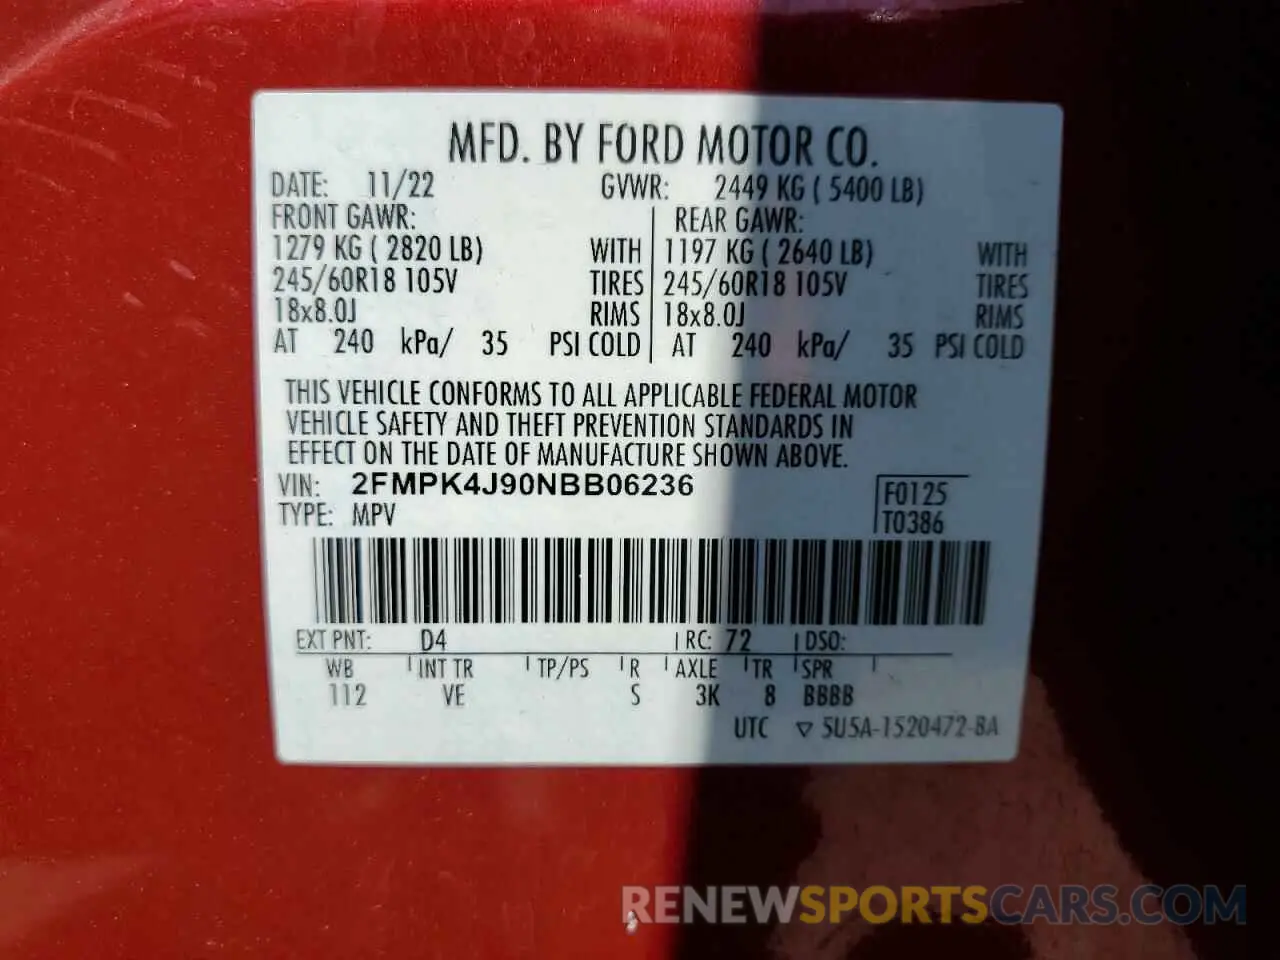 MFD. BY FORD MOTOR CO.
DATE: 11/22 GVWR: 2449 KG ( 5400 LB)
FRONT GAWR: REAR GAWR:
1279 KG ( 2820 LB) WITH 1197 KG ( 2640 LB) WITH
245/60R18 105V TIRES 245/60R18 105V TIRES
18x8.0J RIMS 18x8.0J RIMS
AT 240 kPa/ 35 PSI COLD AT 240 kPa/ 35 PSI COLD
THIS VEHICLE CONFORMS TO ALL APPLICABLE FEDERAL MOTOR
VEHICLE SAFETY AND THEFT PREVENTION STANDARDS IN
EFFECT ON THE DATE OF MANUFACTURE SHOWN ABOVE.
VIN: 2FMPK4J90NBB06236 F0125
TYPE: MPV T0386
EXT PNT: D4 RC: 72 DSO:
WB INT TR TP/PS R AXLE TR SPR
112 VE S 3K 8 BBBB
UTC ▽ 5U5A-1520472-BA
RENEWSPORTSCARS.COM